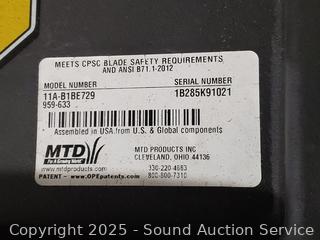 MEETS CPSC BLADE SAFETY REQUIREMENTS
AND ANSI B71.1-2012
MODEL NUMBER
SERIAL NUMBER
11A-B1BE729
1B285K91021
959-633
Assembled in USA from U.S. & Global components
MTD
For A Growing World.
www.mtdproducts.com
MTD PRODUCTS INC
CLEVELAND, OHIO 44136
330-220-4683
800-800-7310
PATENT - www.OPEpatents.com
Copyright 2025 - Sound Auction Service